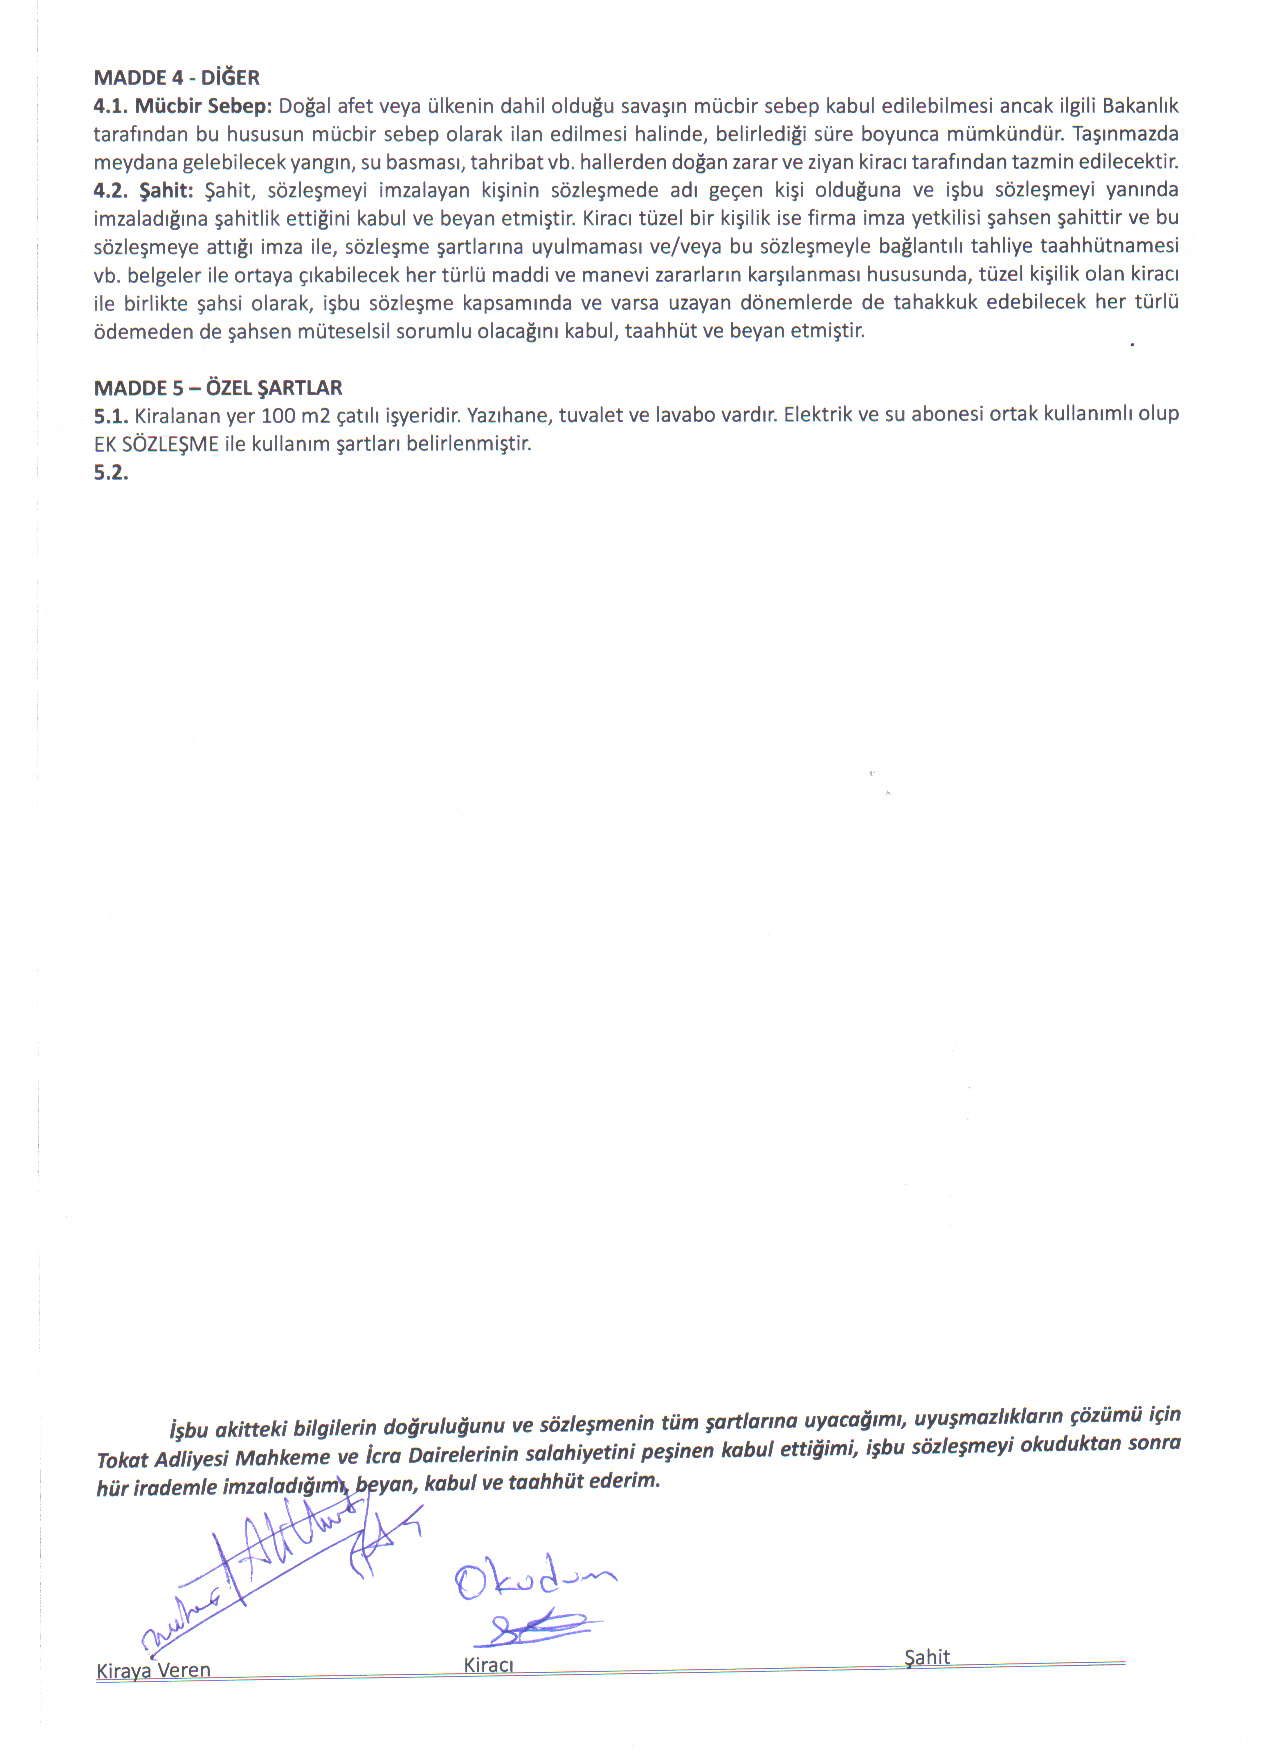 MADDE 4 - DİĞER
4.1. Mücbir Sebep: Doğal afet veya ülkenin dahil olduğu savaşın mücbir sebep kabul edilebilmesi ancak ilgili Bakanlık
tarafından bu hususun mücbir sebep olarak ilan edilmesi halinde, belirlediği süre boyunca mümkündür. Taşınmazda
meydana gelebilecek yangın, su basması, tahribat vb. hallerden doğan zarar ve ziyan kiracı tarafından tazmin edilecektir.
4.2. Şahit: Şahit, sözleşmeyi imzalayan kişinin sözleşmede adı geçen kişi olduğuna ve işbu sözleşmeyi yanında
imzaladığına şahitlik ettiğini kabul ve beyan etmiştir. Kiracı tüzel bir kişilik ise firma imza yetkilisi şahsen şahittir ve bu
sözleşmeye attığı imza ile, sözleşme şartlarına uyulmaması ve/veya bu sözleşmeyle bağlantılı tahliye taahhütnamesi
vb. belgeler ile ortaya çıkabilecek her türlü maddi ve manevi zararların karşılanması hususunda, tüzel kişilik olan kiracı
ile birlikte şahsi olarak, işbu sözleşme kapsamında ve varsa uzayan dönemlerde de tahakkuk edebilecek her türlü
ödemeden de şahsen müteselsil sorumlu olacağını kabul, taahhüt ve beyan etmiştir.
MADDE 5 – ÖZEL ŞARTLAR
5.1. Kiralanan yer 100 m2 çatılı işyeridir. Yazıhane, tuvalet ve lavabo vardır. Elektrik ve su abonesi ortak kullanımlı olup
EK SÖZLEŞME ile kullanım şartları belirlenmiştir.
5.2.
İşbu akitteki bilgilerin doğruluğunu ve sözleşmenin tüm şartlarına uyacağımı, uyuşmazlıkların çözümü için
Tokat Adliyesi Mahkeme ve İcra Dairelerinin salahiyetini peşinen kabul ettiğimi, işbu sözleşmeyi okuduktan sonra
hür irademle imzaladığımı, beyan, kabul ve taahhüt ederim.
Okudum
Kiraya Veren Kiracı Şahit